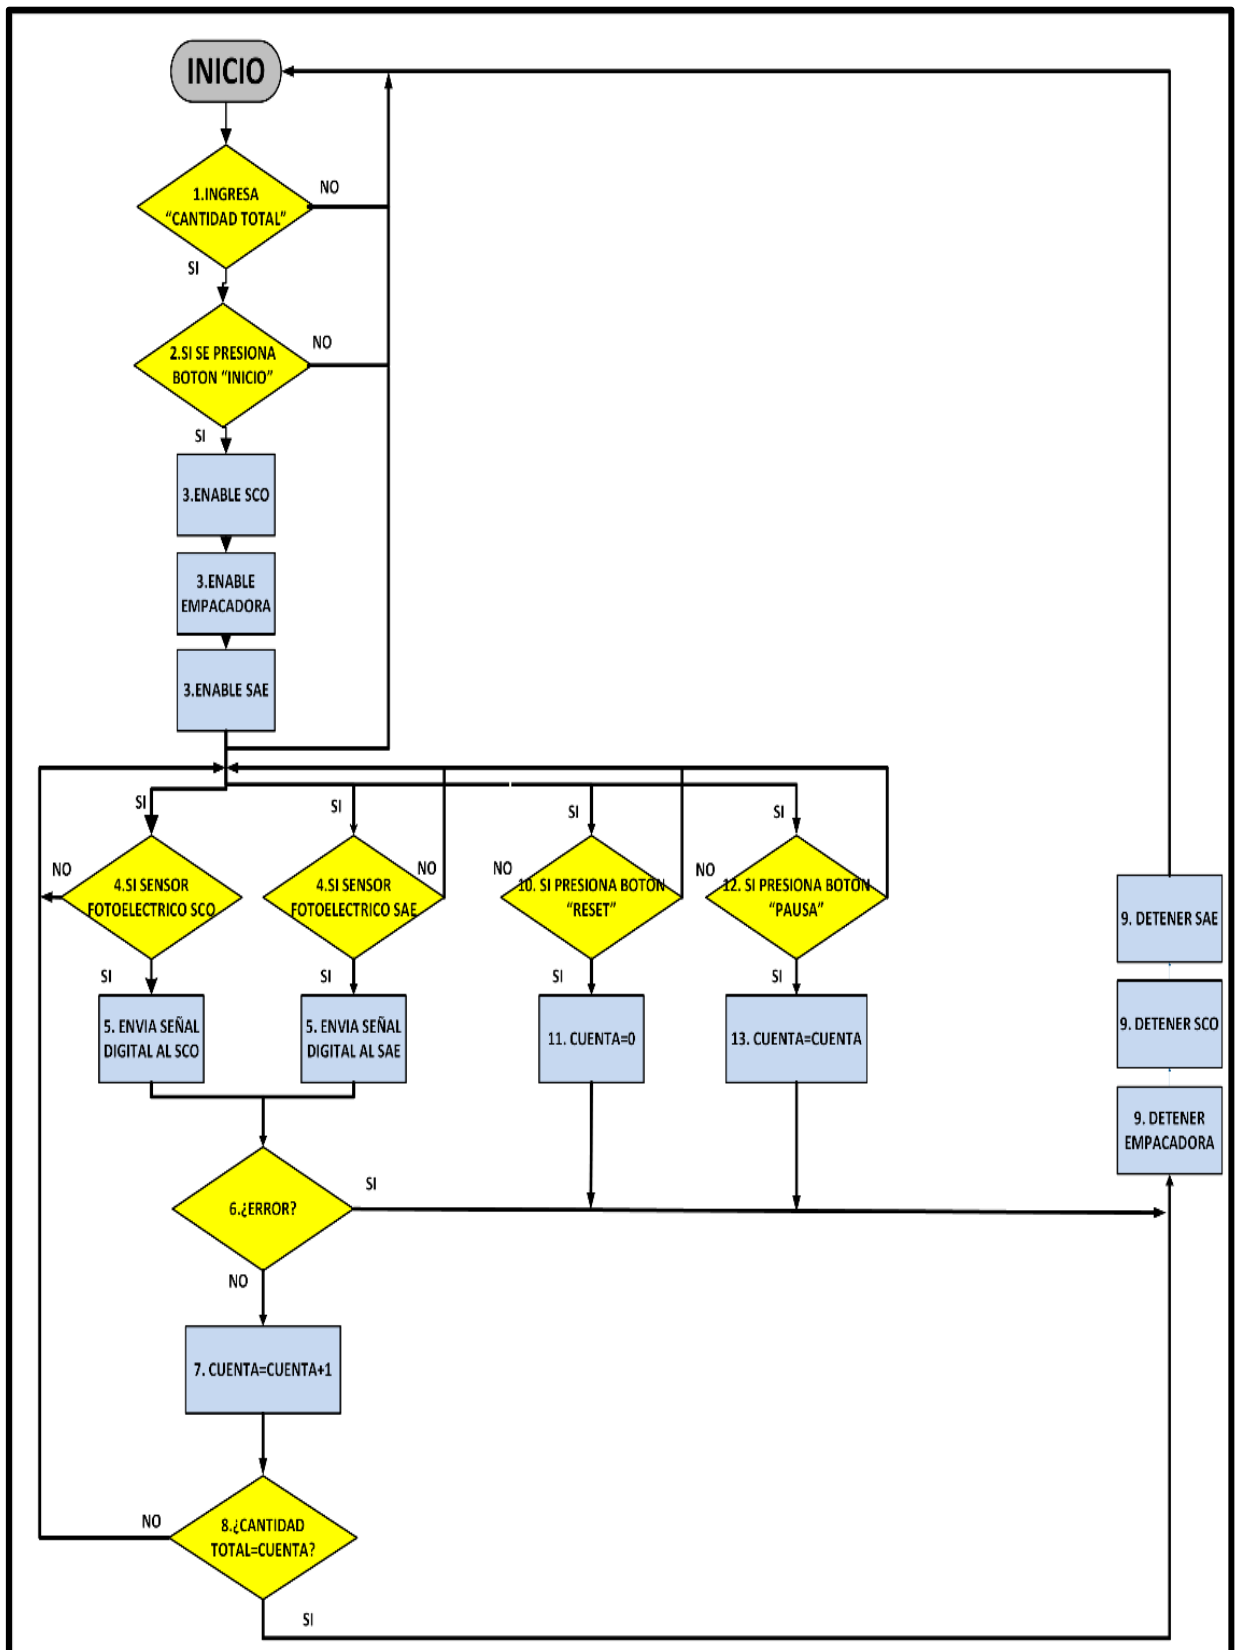 INICIO
1.INGRESA
“CANTIDAD TOTAL”
NO
SI
2.SI SE PRESIONA
BOTON “INICIO”
NO
SI
3.ENABLE SCO
3.ENABLE
EMPACADORA
3.ENABLE SAE
SI
SI
SI
SI
NO
4.SI SENSOR
FOTOELECTRICO SCO
4.SI SENSOR
FOTOELECTRICO SAE
NO
NO
10. SI PRESIONA BOTON
“RESET”
NO
12. SI PRESIONA BOTON
“PAUSA”
SI
SI
SI
SI
5. ENVIA SEÑAL
DIGITAL AL SCO
5. ENVIA SEÑAL
DIGITAL AL SAE
11. CUENTA=0
13. CUENTA=CUENTA
9. DETENER SAE
9. DETENER SCO
9. DETENER
EMPACADORA
6.¿ERROR?
SI
NO
7. CUENTA=CUENTA+1
8.¿CANTIDAD
TOTAL=CUENTA?
NO
SI